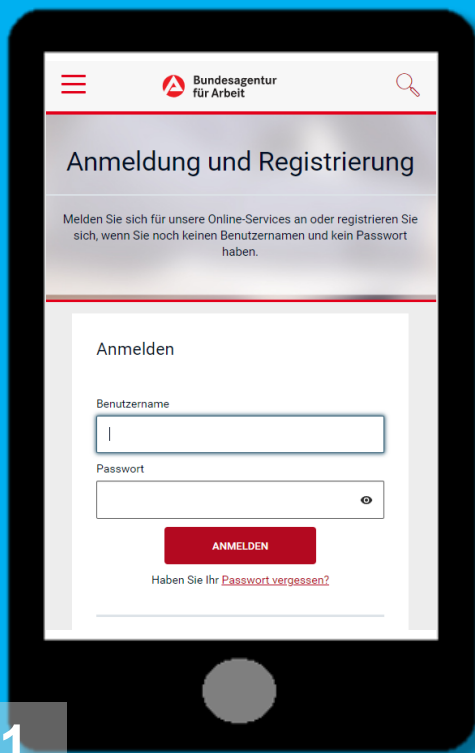 Bundesagentur
für Arbeit
Anmeldung und Registrierung
Melden Sie sich für unsere Online-Services an oder registrieren Sie
sich, wenn Sie noch keinen Benutzernamen und kein Passwort
haben.
Anmelden
Benutzername
Passwort
ANMELDEN
Haben Sie Ihr Passwort vergessen?
1